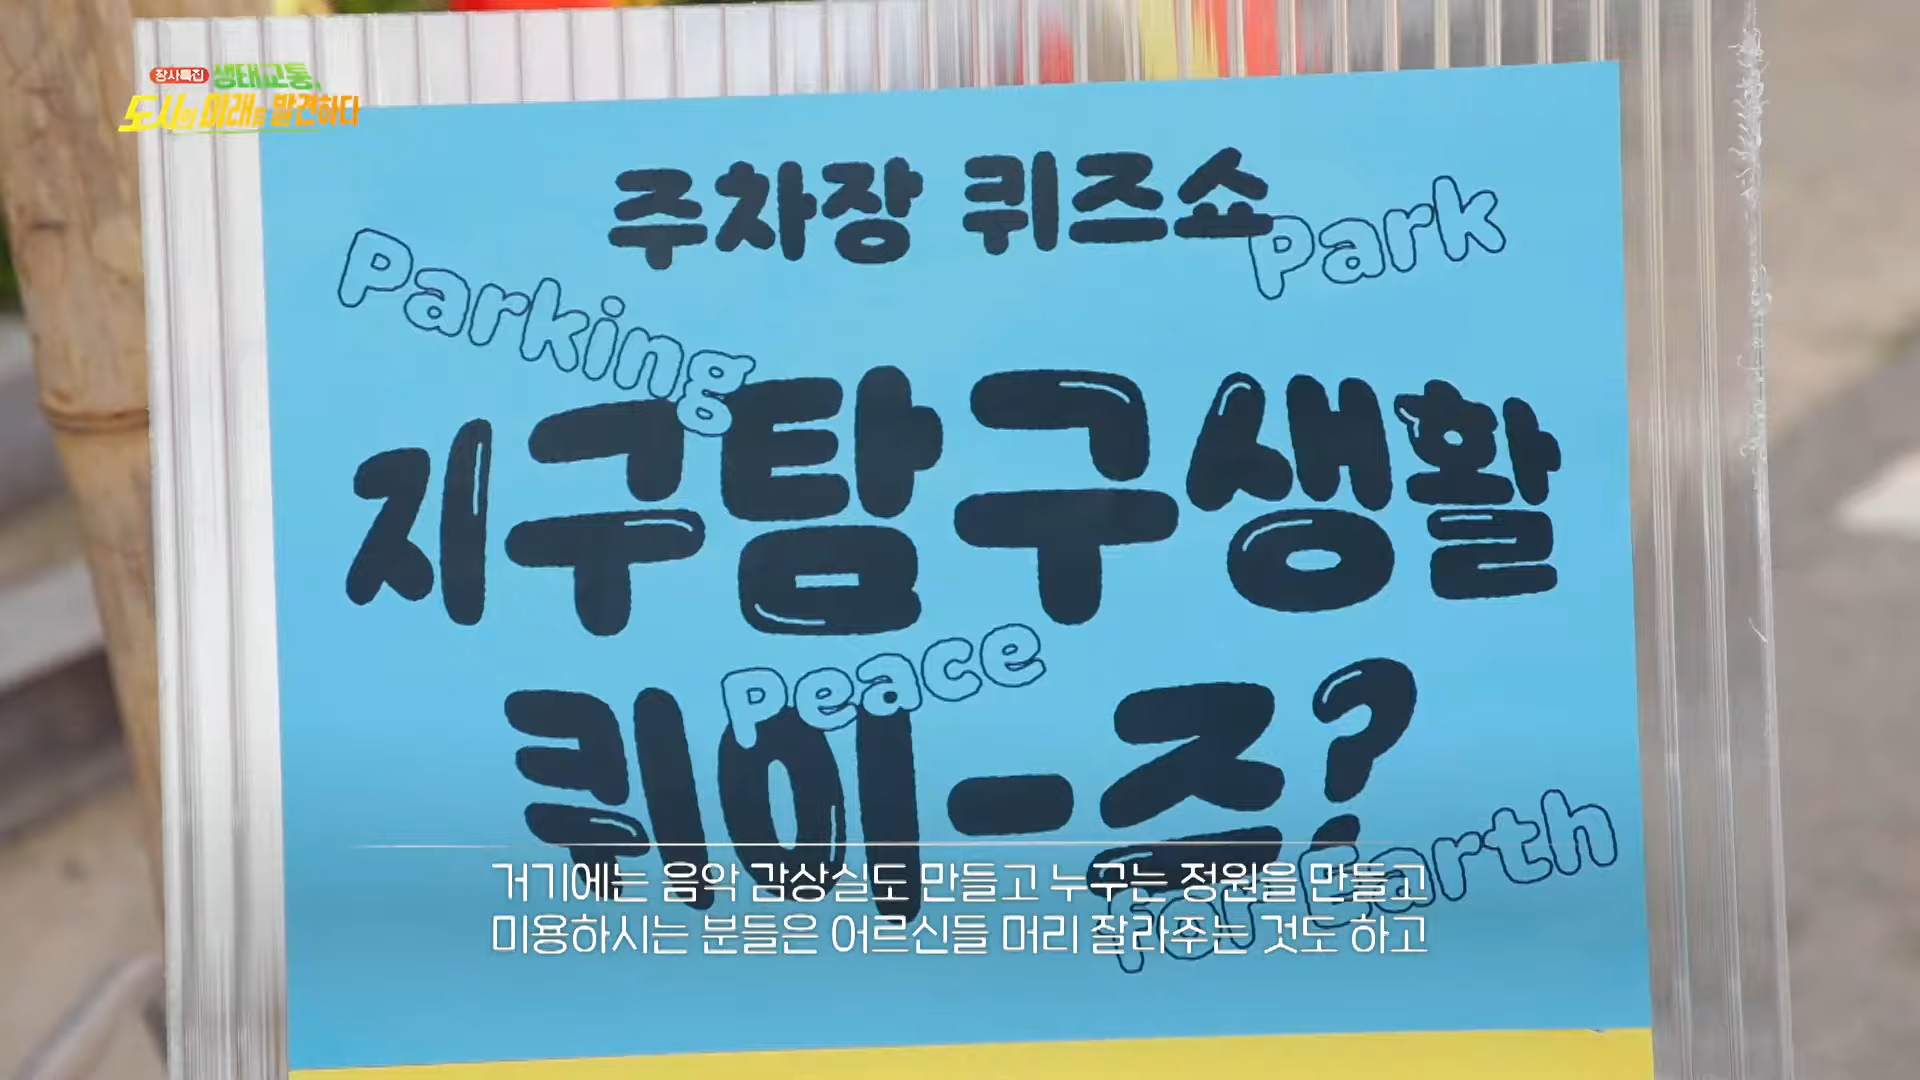 창사특집 생태교통,
도시의 미래를 발견하다
주차장 퀴즈쇼
Park
Parking
지구탐구생활
Peace
퀴이-즈?
for Earth
거기에는 음악 감상실도 만들고 누구는 정원을 만들고
미용하시는 분들은 어르신들 머리 잘라주는 것도 하고